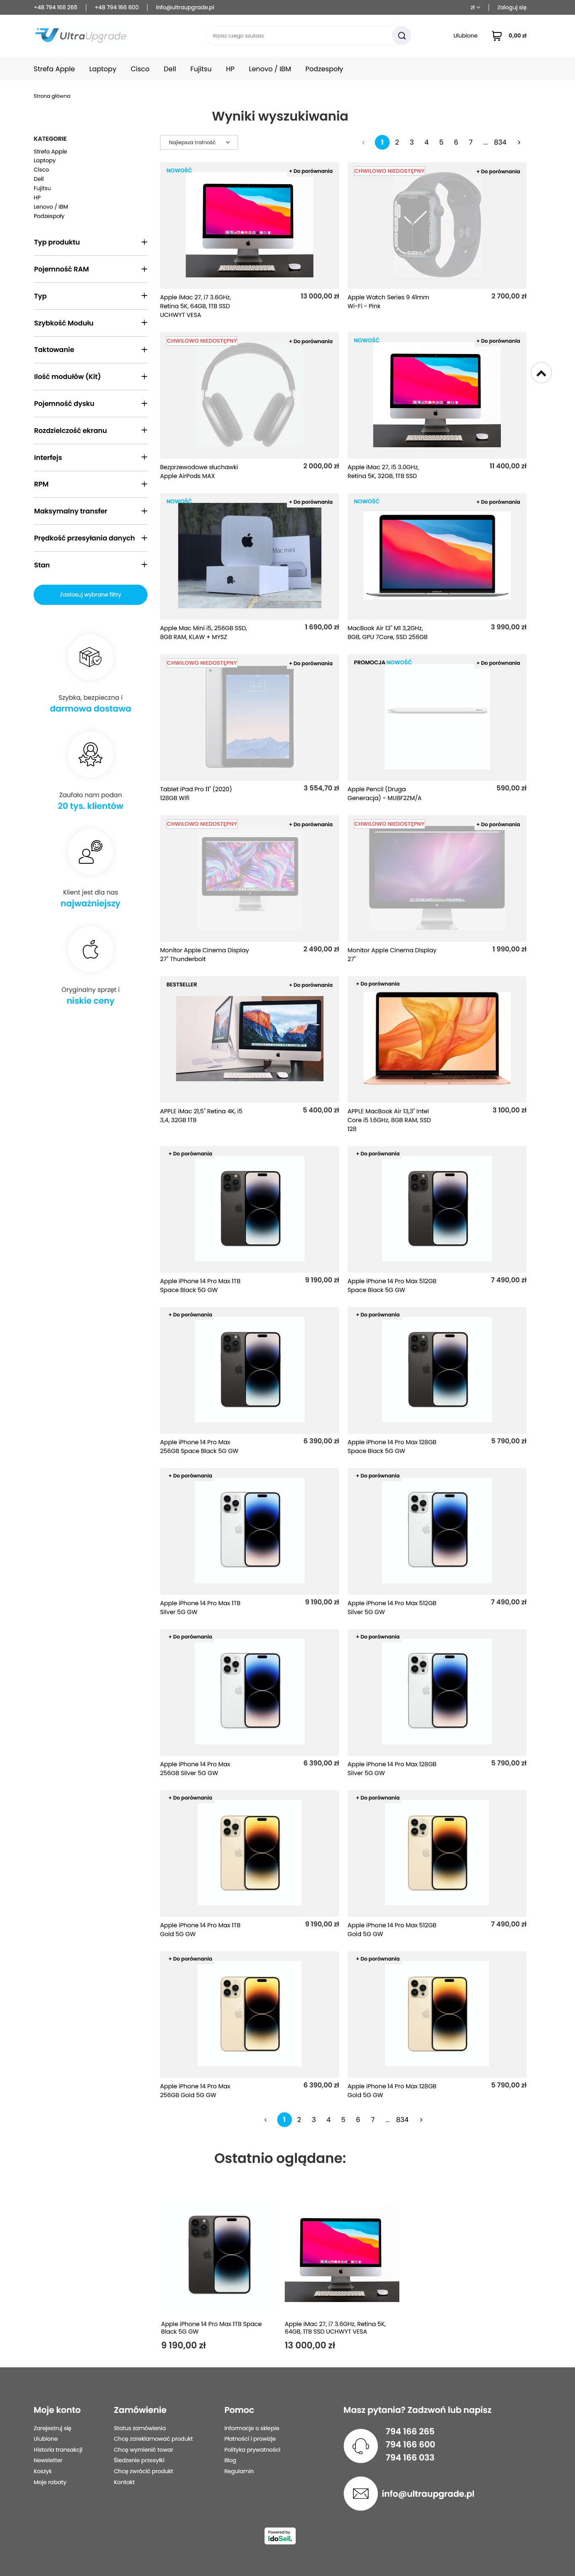 +48 794 166 265
+48 794 166 600
info@ultraupgrade.pl
zł
Zaloguj się
UltraUpgrade
Wpisz czego szukasz
Ulubione
0,00 zł
Strefa Apple
Laptopy
Cisco
Dell
Fujitsu
HP
Lenovo / IBM
Podzespoły
Strona główna
Wyniki wyszukiwania
KATEGORIE
Strefa Apple
Laptopy
Cisco
Dell
Fujitsu
HP
Lenovo / IBM
Podzespoły
Typ produktu
Pojemność RAM
Typ
Szybkość Modułu
Taktowanie
Ilość modułów (Kit)
Pojemność dysku
Rozdzielczość ekranu
Interfejs
RPM
Maksymalny transfer
Prędkość przesyłania danych
Stan
Zastosuj wybrane filtry
Szybka, bezpieczna i
darmowa dostawa
Zaufało nam podan
20 tys. klientów
Klient jest dla nas
najważniejszy
Oryginalny sprzęt i
niskie ceny
Najlepsza trafność
‹ 1 2 3 4 5 6 7 ... 834 ›
NOWOŚĆ
+ Do porównania
Apple iMac 27, i7 3.6GHz,
Retina 5K, 64GB, 1TB SSD
UCHWYT VESA
13 000,00 zł
CHWILOWO NIEDOSTĘPNY
+ Do porównania
Apple Watch Series 9 41mm
Wi-Fi - Pink
2 700,00 zł
CHWILOWO NIEDOSTĘPNY
+ Do porównania
Bezprzewodowe słuchawki
Apple AirPods MAX
2 000,00 zł
NOWOŚĆ
+ Do porównania
Apple iMac 27, i5 3.0GHz,
Retina 5K, 32GB, 1TB SSD
11 400,00 zł
NOWOŚĆ
+ Do porównania
Mac mini
Apple Mac Mini i5, 256GB SSD,
8GB RAM, KLAW + MYSZ
1 690,00 zł
NOWOŚĆ
+ Do porównania
MacBook Air 13" M1 3,2GHz,
8GB, GPU 7Core, SSD 256GB
3 990,00 zł
CHWILOWO NIEDOSTĘPNY
+ Do porównania
Tablet iPad Pro 11" (2020)
128GB Wifi
3 554,70 zł
PROMOCJA NOWOŚĆ
+ Do porównania
Apple Pencil (Druga
Generacja) - MU8F2ZM/A
590,00 zł
CHWILOWO NIEDOSTĘPNY
+ Do porównania
Monitor Apple Cinema Display
27" Thunderbolt
2 490,00 zł
CHWILOWO NIEDOSTĘPNY
+ Do porównania
Monitor Apple Cinema Display
27"
1 990,00 zł
BESTSELLER
+ Do porównania
APPLE iMac 21,5" Retina 4K, i5
3,4, 32GB 1TB
5 400,00 zł
+ Do porównania
APPLE MacBook Air 13,3" Intel
Core i5 1.6GHz, 8GB RAM, SSD
128
3 100,00 zł
+ Do porównania
Apple iPhone 14 Pro Max 1TB
Space Black 5G GW
9 190,00 zł
+ Do porównania
Apple iPhone 14 Pro Max 512GB
Space Black 5G GW
7 490,00 zł
+ Do porównania
Apple iPhone 14 Pro Max
256GB Space Black 5G GW
6 390,00 zł
+ Do porównania
Apple iPhone 14 Pro Max 128GB
Space Black 5G GW
5 790,00 zł
+ Do porównania
Apple iPhone 14 Pro Max 1TB
Silver 5G GW
9 190,00 zł
+ Do porównania
Apple iPhone 14 Pro Max 512GB
Silver 5G GW
7 490,00 zł
+ Do porównania
Apple iPhone 14 Pro Max
256GB Silver 5G GW
6 390,00 zł
+ Do porównania
Apple iPhone 14 Pro Max 128GB
Silver 5G GW
5 790,00 zł
+ Do porównania
Apple iPhone 14 Pro Max 1TB
Gold 5G GW
9 190,00 zł
+ Do porównania
Apple iPhone 14 Pro Max 512GB
Gold 5G GW
7 490,00 zł
+ Do porównania
Apple iPhone 14 Pro Max
256GB Gold 5G GW
6 390,00 zł
+ Do porównania
Apple iPhone 14 Pro Max 128GB
Gold 5G GW
5 790,00 zł
‹ 1 2 3 4 5 6 7 ... 834 ›
Ostatnio oglądane:
Apple iPhone 14 Pro Max 1TB Space
Black 5G GW
9 190,00 zł
Apple iMac 27, i7 3.6GHz, Retina 5K,
64GB, 1TB SSD UCHWYT VESA
13 000,00 zł
Moje konto
Zarejestruj się
Ulubione
Historia transakcji
Newsletter
Koszyk
Moje rabaty
Zamówienie
Status zamówienia
Chcę zareklamować produkt
Chcę wymienić towar
Śledzenie przesyłki
Chcę zwrócić produkt
Kontakt
Pomoc
Informacje o sklepie
Płatności i prowizje
Polityka prywatności
Blog
Regulamin
Masz pytania? Zadzwoń lub napisz
794 166 265
794 166 600
794 166 033
info@ultraupgrade.pl
Powered by
IdoSell.